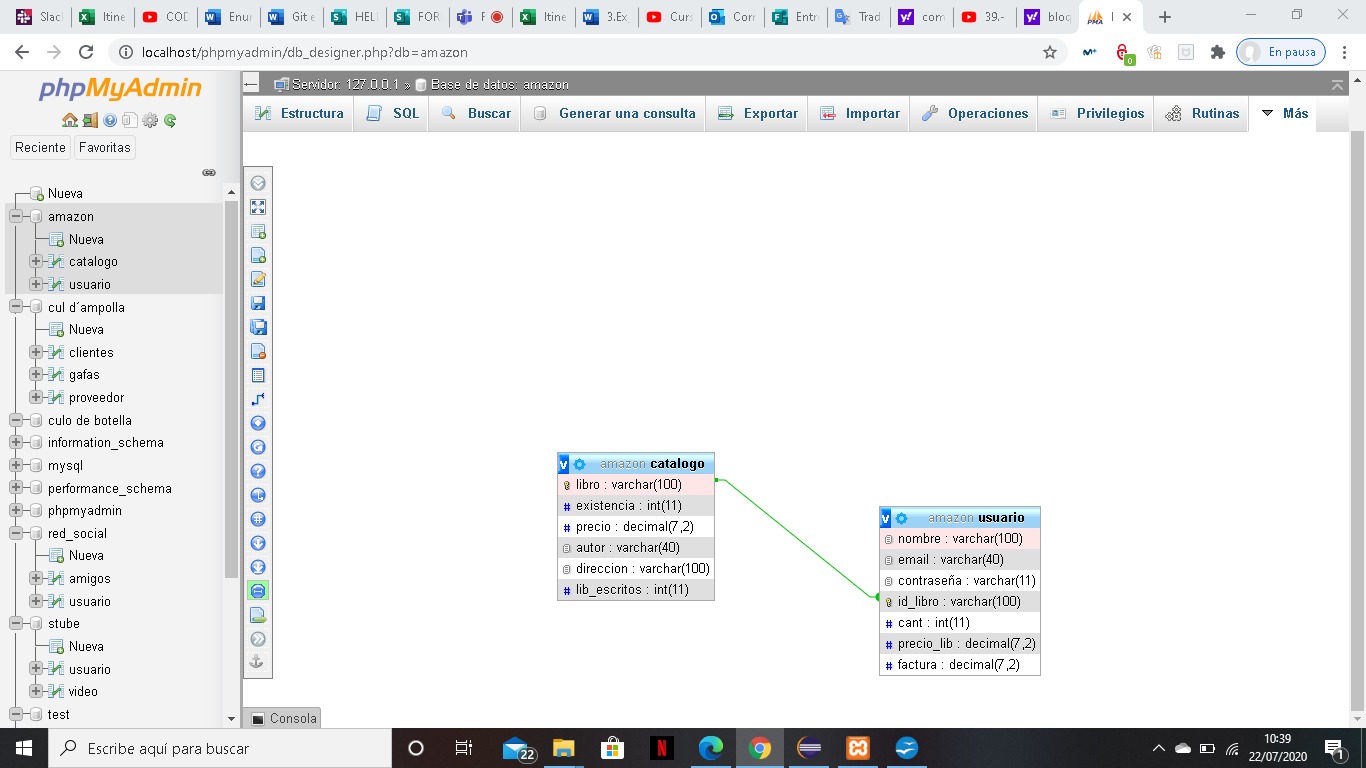 Slac
Itine
COD
Enu
Git e
HEL
FOR
F
Itine
3.Ex
Curs
Corr
Entr
Trad
com
39.-
bloq
localhost/phpmyadmin/db_designer.php?db=amazon
En pausa
0
phpMyAdmin
Reciente
Favoritas
Nueva
amazon
Nueva
catalogo
usuario
cul d´ampolla
Nueva
clientes
gafas
proveedor
culo de botella
information_schema
mysql
performance_schema
phpmyadmin
red_social
Nueva
amigos
usuario
stube
Nueva
usuario
video
test
Servidor: 127.0.0.1 » Base de datos: amazon
Estructura
SQL
Buscar
Generar una consulta
Exportar
Importar
Operaciones
Privilegios
Rutinas
Más
v amazon catalogo
libro : varchar(100)
# existencia : int(11)
# precio : decimal(7,2)
autor : varchar(40)
direccion : varchar(100)
# lib_escritos : int(11)
v amazon usuario
nombre : varchar(100)
email : varchar(40)
contraseña : varchar(11)
id_libro : varchar(100)
# cant : int(11)
# precio_lib : decimal(7,2)
# factura : decimal(7,2)
Consola
Escribe aquí para buscar
22
10:39
22/07/2020
1